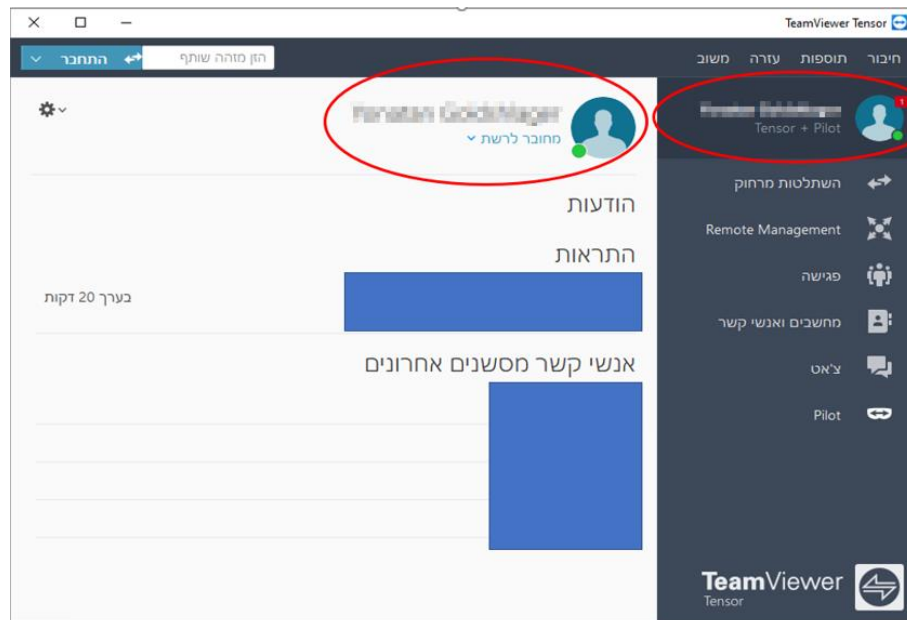 TeamViewer Tensor
חיבור תוספות עזרה משוב
הזן מזהה שותף
התחבר
1
Tensor + Pilot
השתלטות מרחוק
Remote Management
פגישה
מחשבים ואנשי קשר
צ'אט
Pilot
TeamViewer
Tensor
מחובר לרשת
הודעות
התראות
בערך 20 דקות
אנשי קשר מסשנים אחרונים